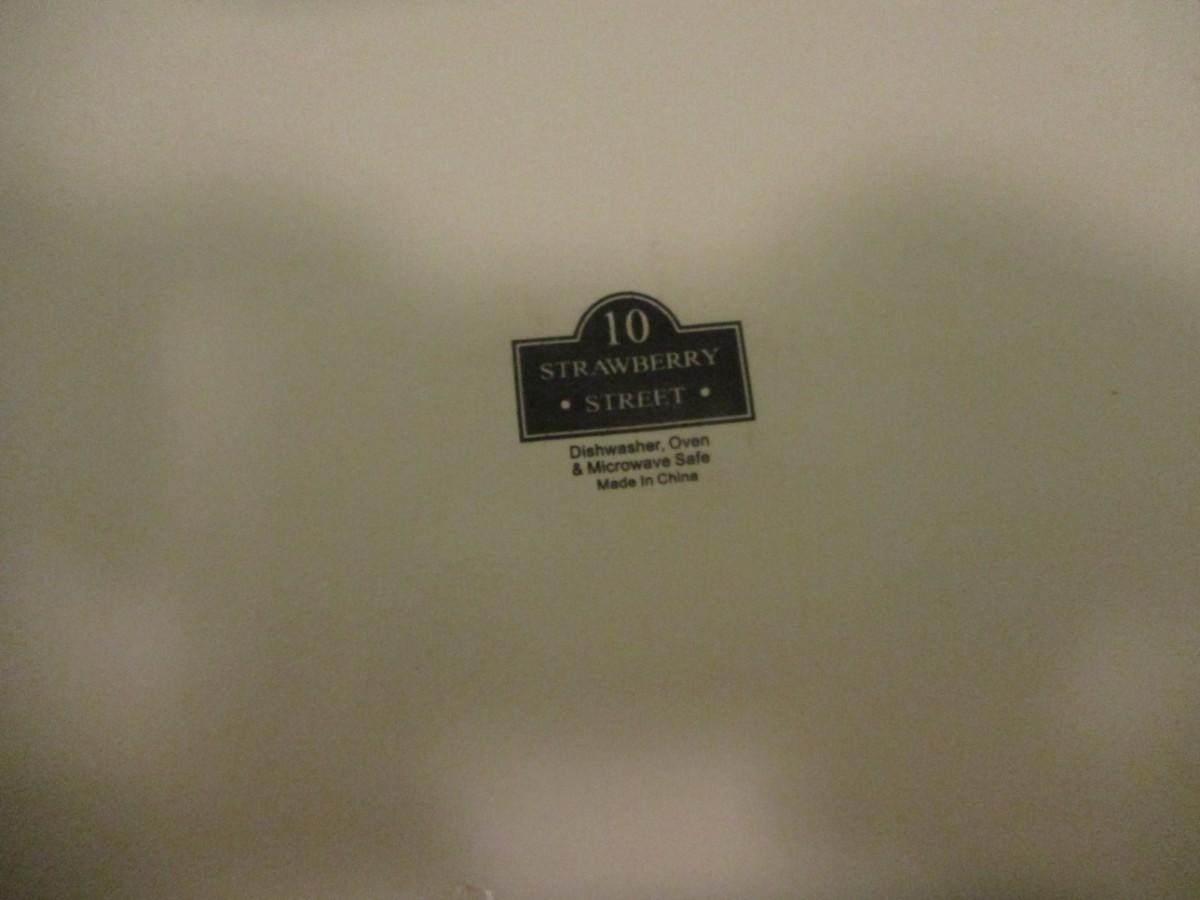 10
STRAWBERRY
• STREET •
Dishwasher, Oven
& Microwave Safe
Made In China